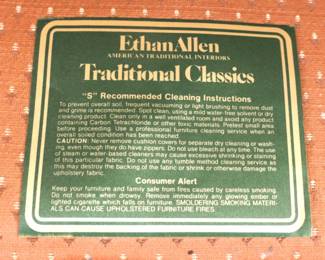 Ethan Allen
AMERICAN TRADITIONAL INTERIORS
Traditional Classics
"S" Recommended Cleaning Instructions
To prevent overall soil, frequent vacuuming or light brushing to remove dust
and grime is recommended. Spot clean, using a mild water free solvent or dry
cleaning product. Clean only in a well ventilated room and avoid any product
containing Carbon Tetrachloride or other toxic materials. Pretest small area
before proceeding. Use a professional furniture cleaning service when an
overall soiled condition has been reached.
CAUTION: Never remove cushion covers for separate dry cleaning or wash-
ing even though they do have zippers. Do not use bleach at any time. The use
of steam or water-based cleaners may cause excessive shrinking or staining
of this particular fabric. Do not use any tumble method cleaning service as
this may destroy the backing of the fabric or shrink or otherwise damage the
upholstery fabric.
Consumer Alert
Keep your furniture and family safe from fires caused by careless smoking.
Do not smoke when drowsy. Remove immediately any glowing ember or
lighted cigarette which falls on furniture. SMOLDERING SMOKING MATERI-
ALS CAN CAUSE UPHOLSTERED FURNITURE FIRES.